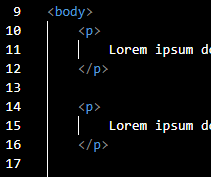 9 <body>
10 <p>
11 Lorem ipsum
12 </p>
13
14 <p>
15 Lorem ipsum
16 </p>
17